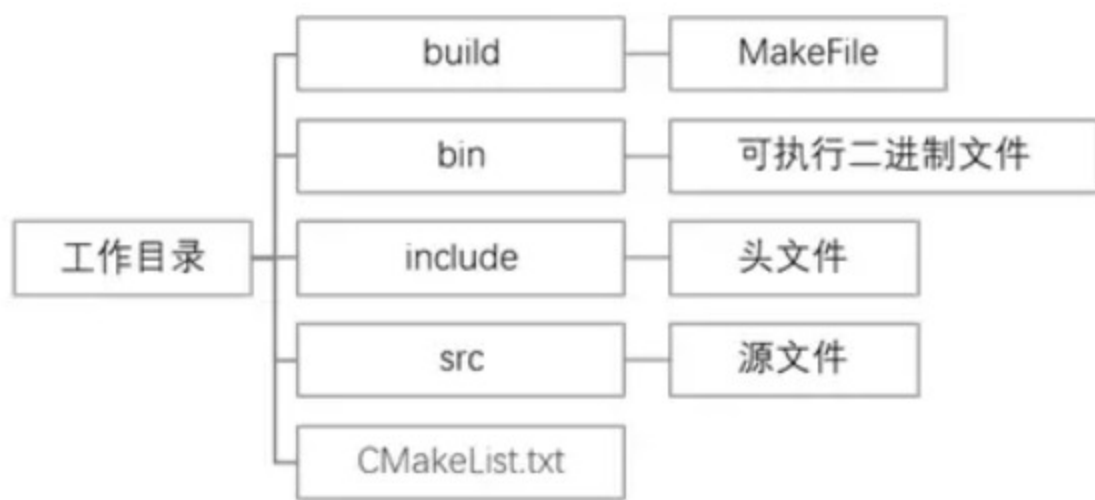 build
MakeFile
bin
可执行二进制文件
工作目录
include
头文件
src
源文件
CMakeList.txt